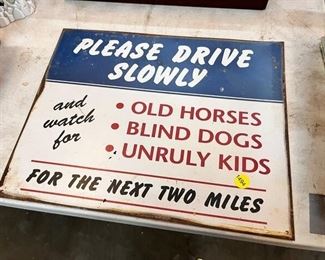 PLEASE DRIVE
SLOWLY
and
watch
for
• OLD HORSES
• BLIND DOGS
• UNRULY KIDS
FOR THE NEXT TWO MILES